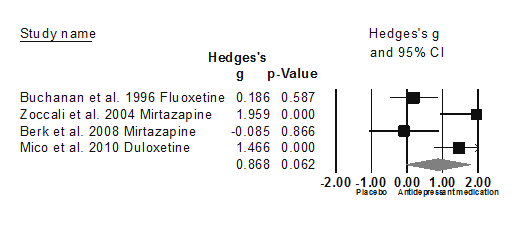 Study name Hedges's g
and 95% CI
Hedges's
g p-Value
Buchanan et al. 1996 Fluoxetine 0.186 0.587
Zoccali et al. 2004 Mirtazapine 1.959 0.000
Berk et al. 2008 Mirtazapine -0.085 0.866
Mico et al. 2010 Duloxetine 1.466 0.000
0.868 0.062
-2.00 -1.00 0.00 1.00 2.00
Placebo Antidepressant medication